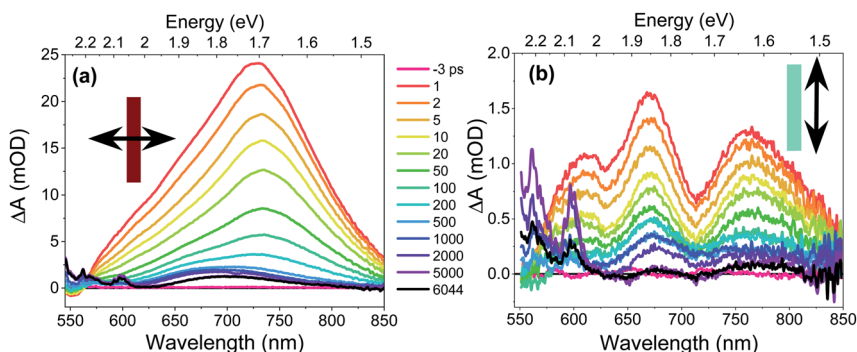 Energy (eV)
2.2 2.1 2 1.9 1.8 1.7 1.6 1.5
(a)
ΔA (mOD)
25
20
15
10
5
0
550 600 650 700 750 800 850
Wavelength (nm)
-3 ps
1
2
5
10
20
50
100
200
500
1000
2000
5000
6044
Energy (eV)
2.2 2.1 2 1.9 1.8 1.7 1.6 1.5
(b)
ΔA (mOD)
2.0
1.5
1.0
0.5
0.0
550 600 650 700 750 800 850
Wavelength (nm)